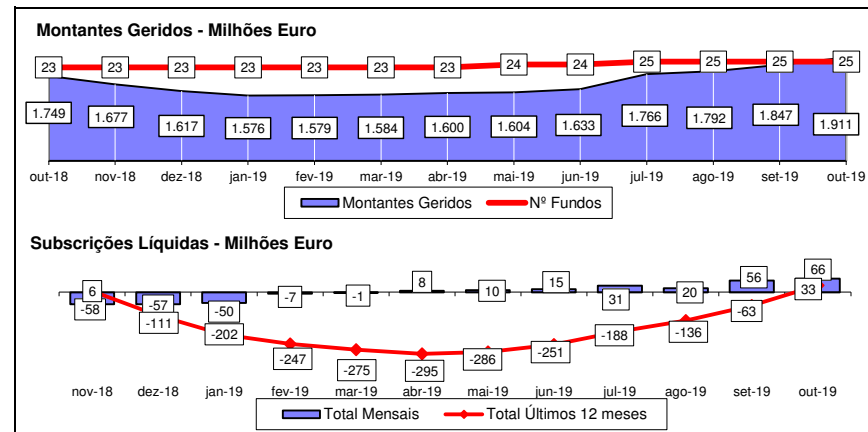 Montantes Geridos - Milhões Euro
23 23 23 23 23 23 23 24 24 25 25 25 25
1.749 1.677 1.617 1.576 1.579 1.584 1.600 1.604 1.633 1.766 1.792 1.847 1.911
out-18 nov-18 dez-18 jan-19 fev-19 mar-19 abr-19 mai-19 jun-19 jul-19 ago-19 set-19 out-19
Montantes Geridos Nº Fundos
Subscrições Líquidas - Milhões Euro
-58 -57 -50 -7 -1 8 10 15 31 20 56 66
6 -111 -202 -247 -275 -295 -286 -251 -188 -136 -63 33
nov-18 dez-18 jan-19 fev-19 mar-19 abr-19 mai-19 jun-19 jul-19 ago-19 set-19 out-19
Total Mensais Total Últimos 12 meses